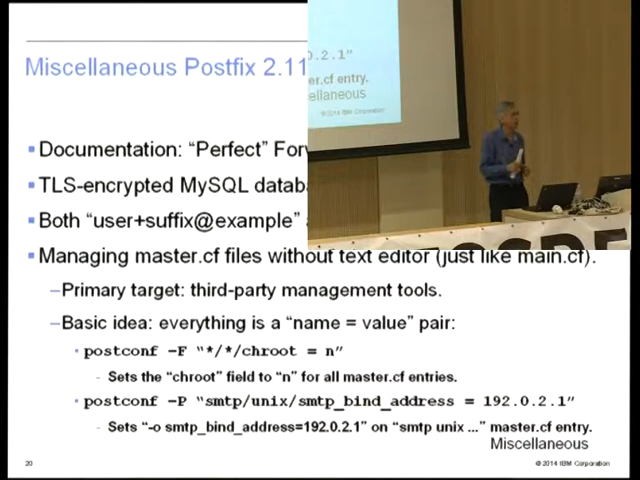 Miscellaneous Postfix 2.11
0.2.1”
er.cf entry.
ellaneous
© 2014 IBM Corporation
▪Documentation: “Perfect” For
▪TLS-encrypted MySQL datab
▪Both “user+suffix@example”
▪Managing master.cf files without text editor (just like main.cf).
–Primary target: third-party management tools.
–Basic idea: everything is a “name = value” pair:
• postconf –F “*/*/chroot = n”
- Sets the “chroot” field to “n” for all master.cf entries.
• postconf –P “smtp/unix/smtp_bind_address = 192.0.2.1”
- Sets “-o smtp_bind_address=192.0.2.1” on “smtp unix ...” master.cf entry.
Miscellaneous
20
© 2014 IBM Corporation